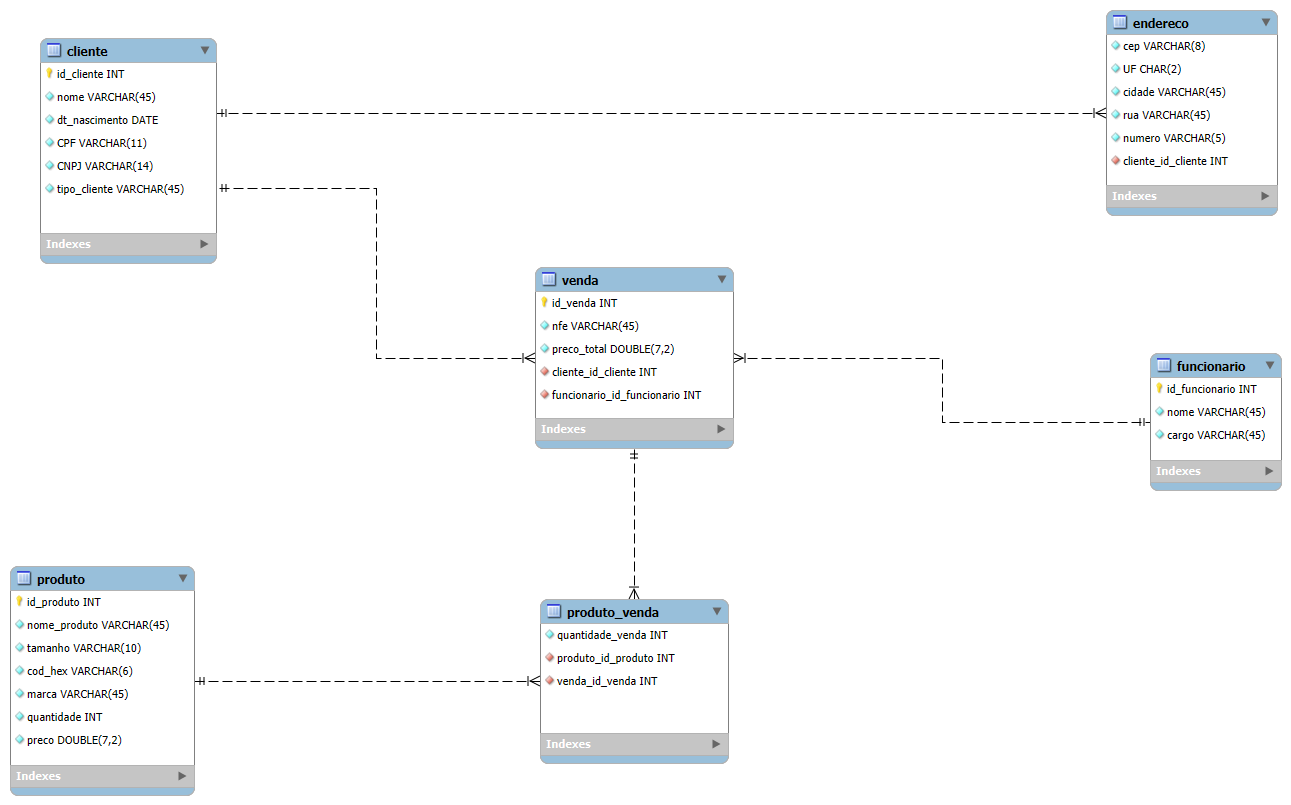 cliente
id_cliente INT
nome VARCHAR(45)
dt_nascimento DATE
CPF VARCHAR(11)
CNPJ VARCHAR(14)
tipo_cliente VARCHAR(45)
Indexes
endereco
cep VARCHAR(8)
UF CHAR(2)
cidade VARCHAR(45)
rua VARCHAR(45)
numero VARCHAR(5)
cliente_id_cliente INT
Indexes
venda
id_venda INT
nfe VARCHAR(45)
preco_total DOUBLE(7,2)
cliente_id_cliente INT
funcionario_id_funcionario INT
Indexes
funcionario
id_funcionario INT
nome VARCHAR(45)
cargo VARCHAR(45)
Indexes
produto
id_produto INT
nome_produto VARCHAR(45)
tamanho VARCHAR(10)
cod_hex VARCHAR(6)
marca VARCHAR(45)
quantidade INT
preco DOUBLE(7,2)
Indexes
produto_venda
quantidade_venda INT
produto_id_produto INT
venda_id_venda INT
Indexes